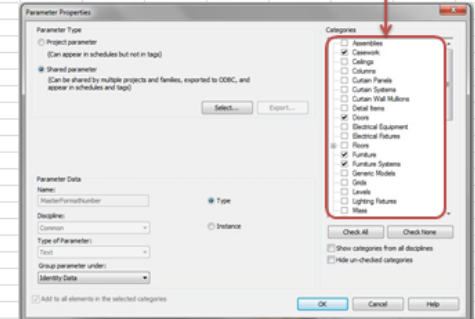 Parameter Properties
Parameter Type
Project parameter
(Can appear in schedules but not in tags)
Shared parameter
(Can be shared by multiple projects and families, exported to ODBC, and
appear in schedules and tags)
Select...
Export...
Parameter Data
Name:
MasterFormatNumber
Type
Discipline:
Common
Instance
Type of Parameter:
Text
Group parameter under:
Identity Data
Add to all elements in the selected categories
Categories
Assemblies
Casework
Ceilings
Columns
Curtain Panels
Curtain Systems
Curtain Wall Mullions
Detail Items
Doors
Electrical Equipment
Electrical Fixtures
Floors
Furniture
Furniture Systems
Generic Models
Grids
Levels
Lighting Fixtures
Mass
Check All
Check None
Show categories from all disciplines
Hide un-checked categories
OK
Cancel
Help